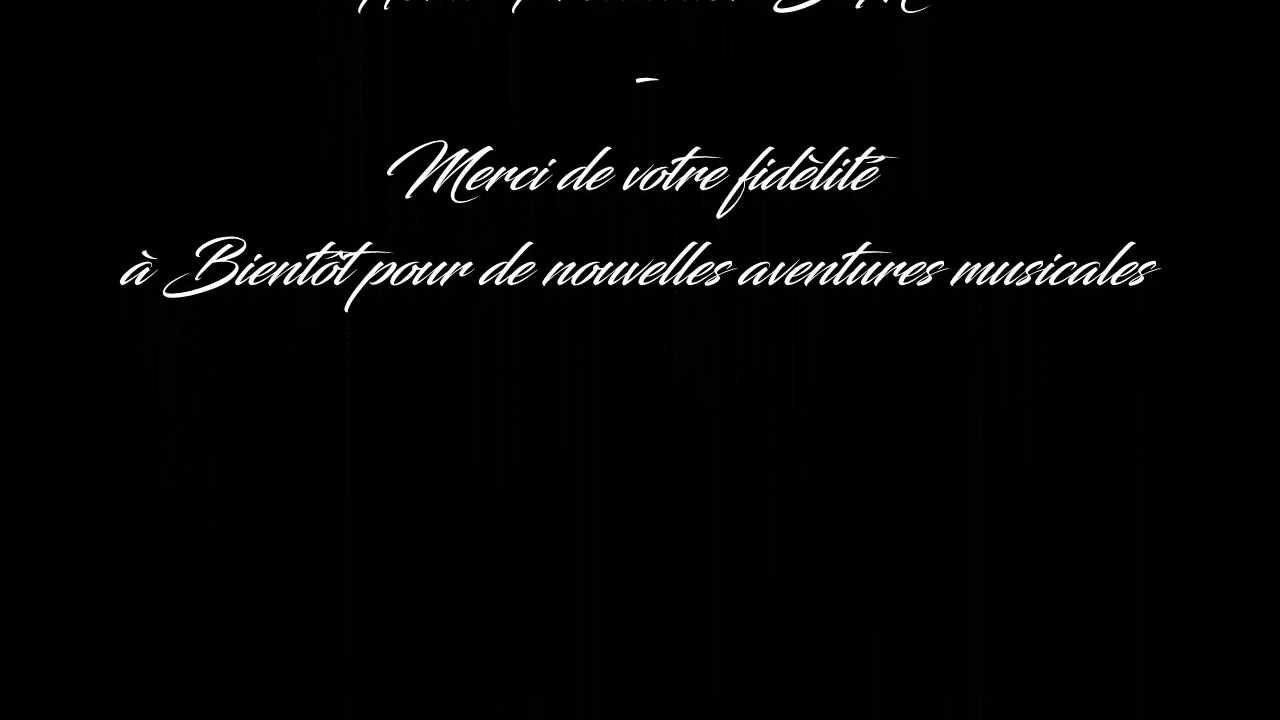 -
Merci de votre fidèlité
à Bientôt pour de nouvelles aventures musicales